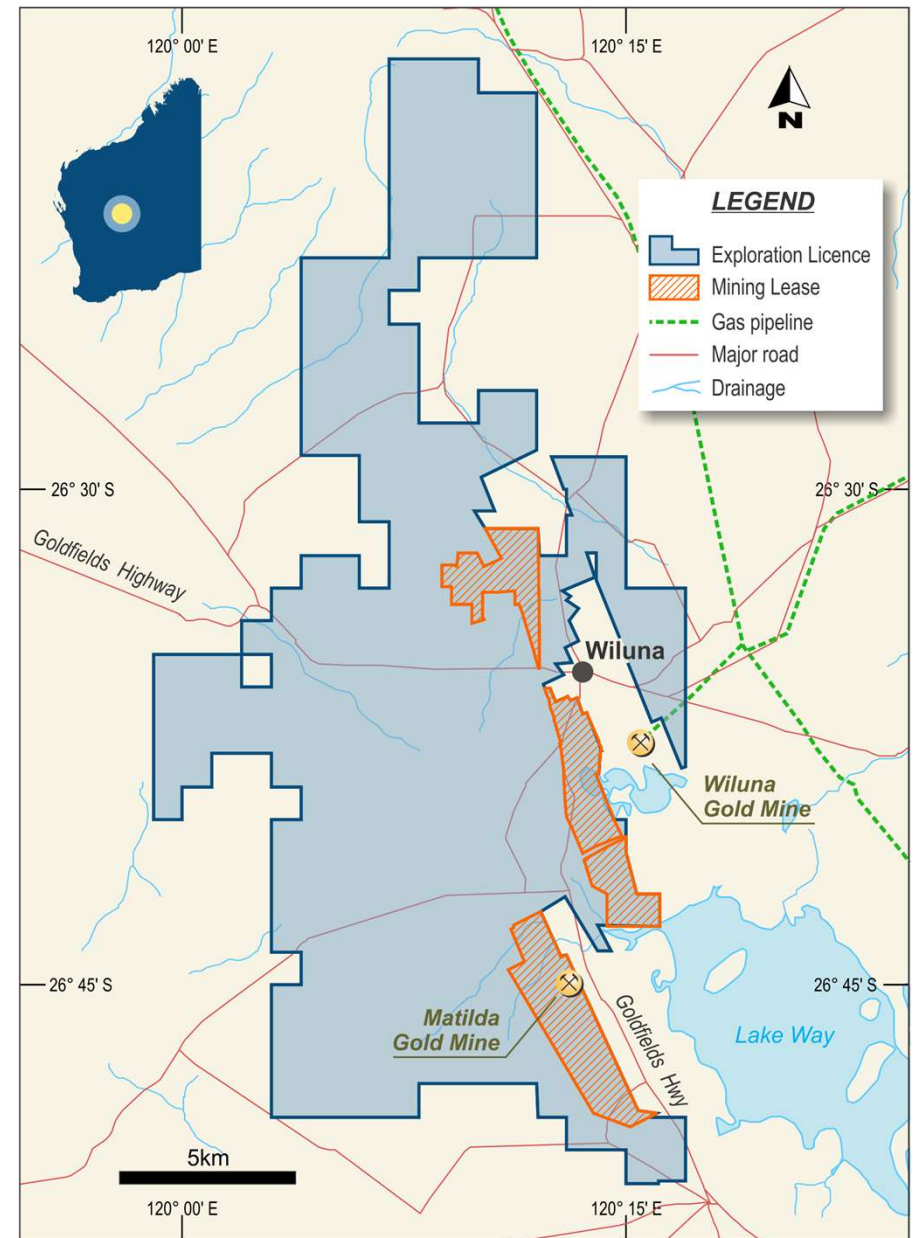 120° 00' E
120° 15' E
N
LEGEND
Exploration Licence
Mining Lease
Gas pipeline
Major road
Drainage
26° 30' S
26° 30' S
Goldfields Highway
Wiluna
Wiluna
Gold Mine
26° 45' S
26° 45' S
Matilda
Gold Mine
Goldfields Hwy
Lake Way
5km
120° 00' E
120° 15' E